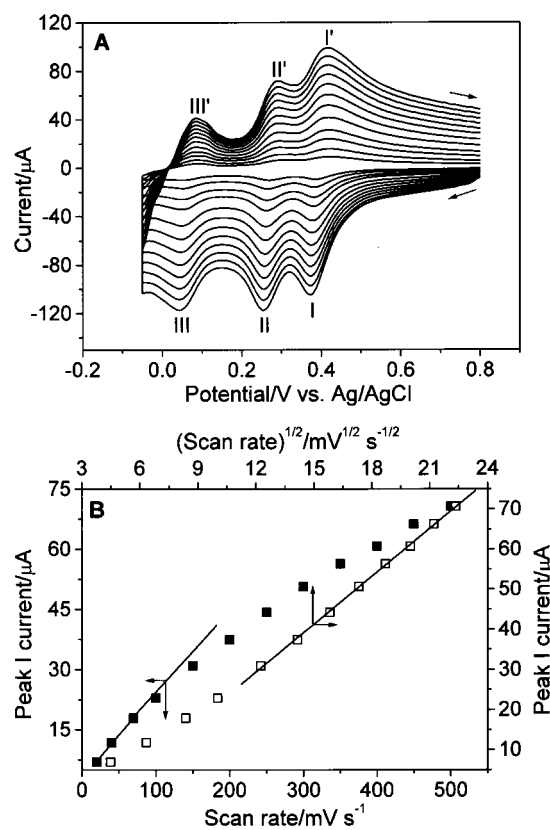 A
I'
II'
III'
120
80
40
0
-40
-80
-120
Current/μA
III
II
I
-0.2 0.0 0.2 0.4 0.6 0.8
Potential/V vs. Ag/AgCl
(Scan rate)^1/2/mV^1/2 s^-1/2
3 6 9 12 15 18 21 24
B
75
60
45
30
15
Peak I current/μA
70
60
50
40
30
20
10
Peak I current/μA
0 100 200 300 400 500
Scan rate/mV s^-1